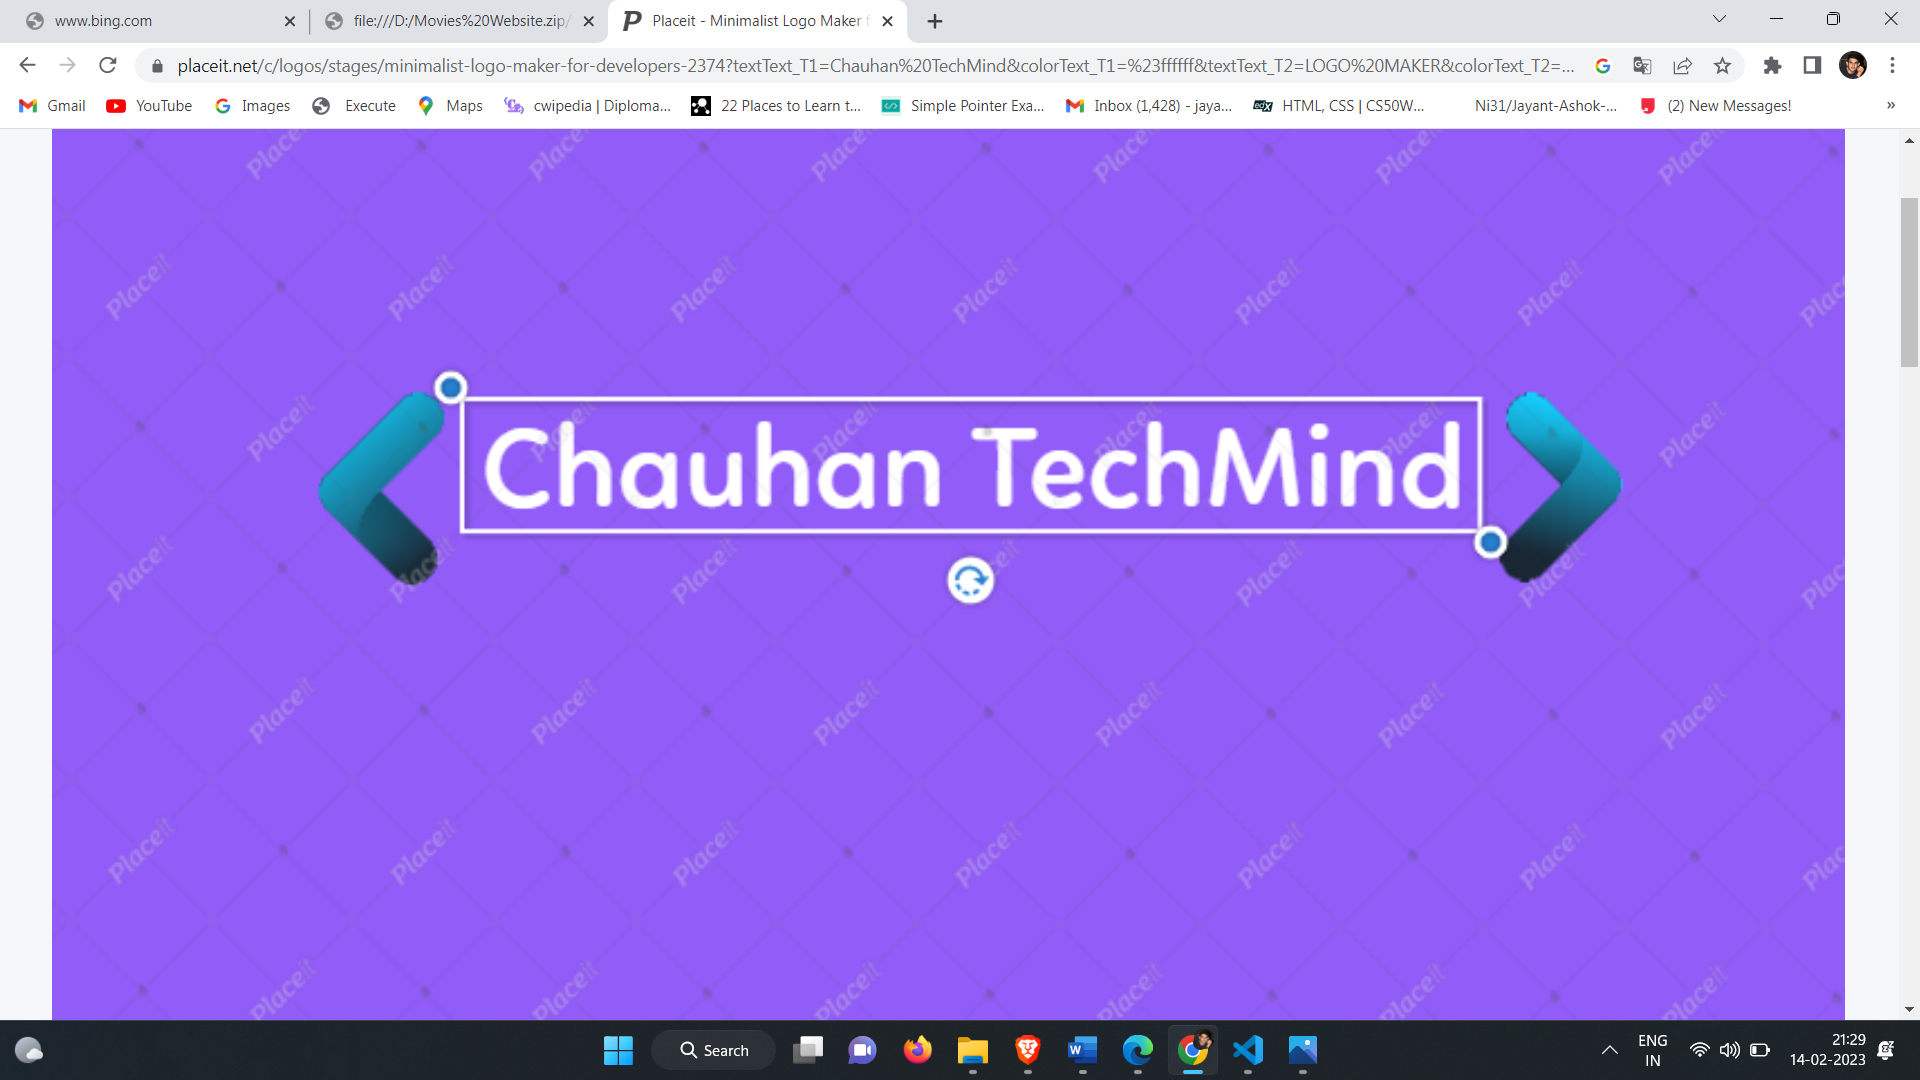 www.bing.com
file:///D:/Movies%20Website.zip/
Placeit - Minimalist Logo Maker f
placeit.net/c/logos/stages/minimalist-logo-maker-for-developers-2374?textText_T1=Chauhan%20TechMind&colorText_T1=%23ffffff&textText_T2=LOGO%20MAKER&colorText_T2=...
Gmail YouTube Images Execute Maps cwipedia | Diploma... 22 Places to Learn t... Simple Pointer Exa... Inbox (1,428) - jaya... HTML, CSS | CS50W... Ni31/Jayant-Ashok-... (2) New Messages!
Placeit
Chauhan TechMind
Search
ENG
IN
21:29
14-02-2023